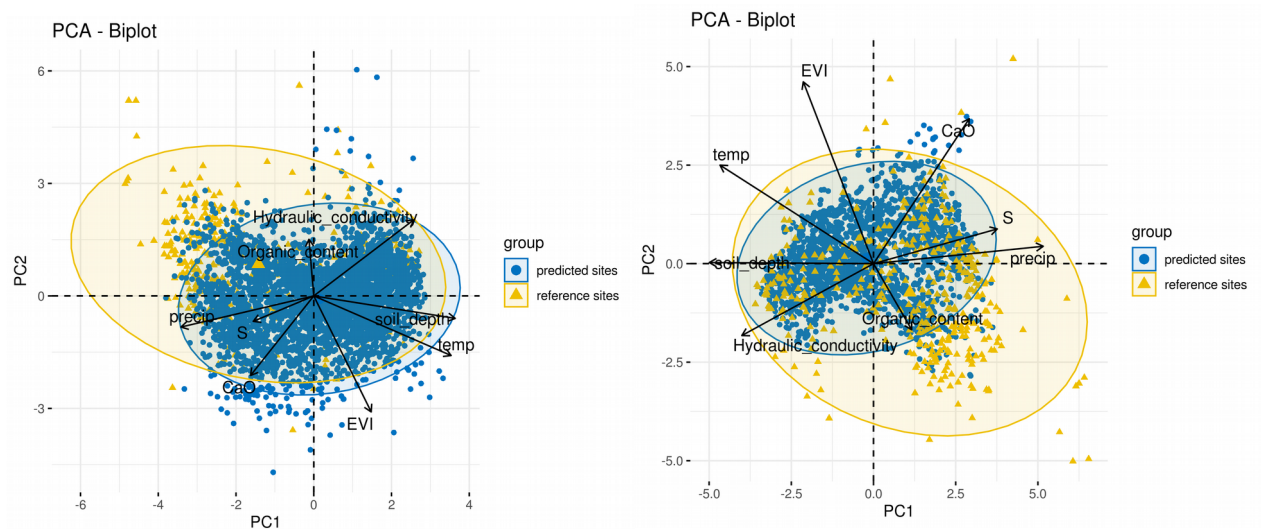 PCA - Biplot
6
3
0
-3
PC2
-6
-4
-2
0
2
4
PC1
Hydraulic_conductivity
Organic_content
precip
S
soil_depth
temp
CaO
EVI
group
predicted sites
reference sites
PCA - Biplot
5.0
2.5
0.0
-2.5
-5.0
PC2
-5.0
-2.5
0.0
2.5
5.0
PC1
EVI
CaO
temp
S
precip
soil_depth
Organic_content
Hydraulic_conductivity
group
predicted sites
reference sites